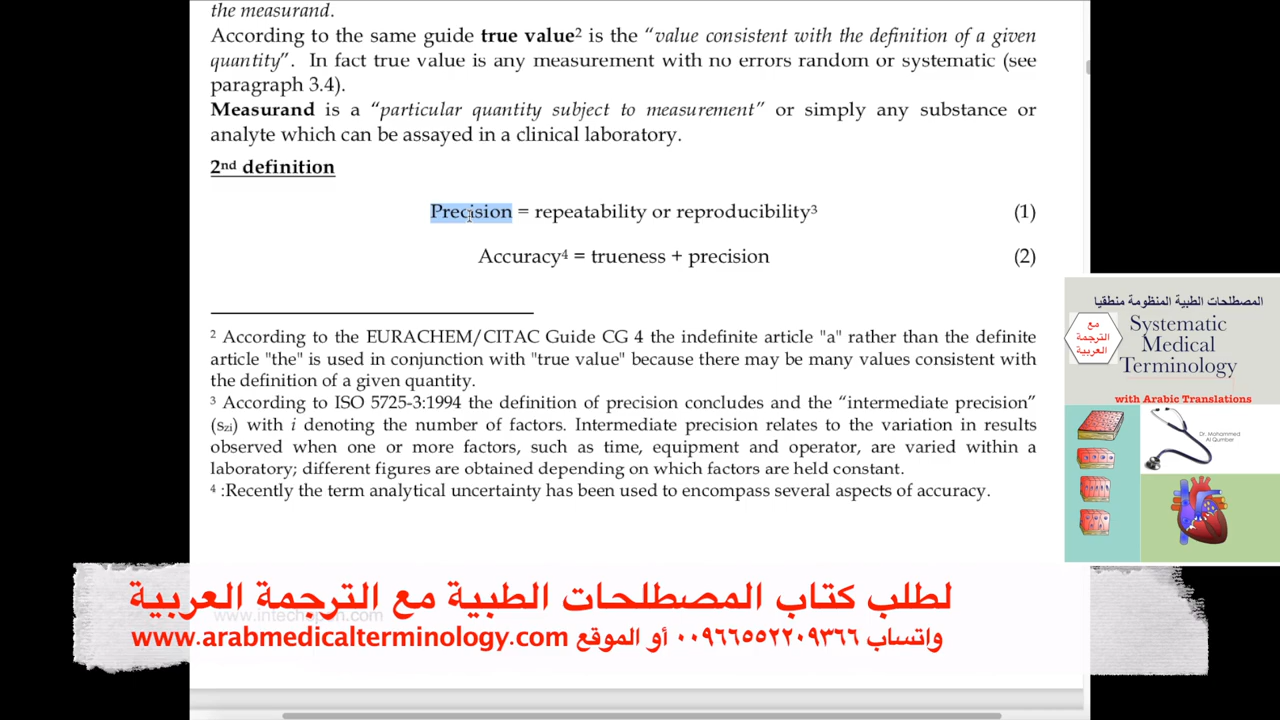 the measurand.
According to the same guide true value2 is the “value consistent with the definition of a given
quantity”. In fact true value is any measurement with no errors random or systematic (see
paragraph 3.4).
Measurand is a “particular quantity subject to measurement” or simply any substance or
analyte which can be assayed in a clinical laboratory.
2nd definition
Precision = repeatability or reproducibility3 (1)
Accuracy4 = trueness + precision (2)
2 According to the EURACHEM/CITAC Guide CG 4 the indefinite article "a" rather than the definite
article "the" is used in injunction with "true value" because there may be many values consistent with
the definition of a given quantity.
3 According to ISO 5725-3:1994 the definition of precision concludes and the “intermediate precision”
(szi) with i denoting the number of factors. Intermediate precision relates to the variation in results
observed when one or more factors, such as time, equipment and operator, are varied within a
laboratory; different figures are obtained depending on which factors are held constant.
4 :Recently the term analytical uncertainty has been used to encompass several aspects of accuracy.
المصطلحات الطبية المنظومة منطقيا
مع
الترجمة
العربية
Systematic
Medical
Terminology
with Arabic Translations
Dr. Mohammed
Al Qumber
لطلب كتاب المصطلحات الطبية مع الترجمة العربية
www.intechopen.com
واتساب ٠٠٩٦٦٥٥٢٢٠٩٣٦٦ أو الموقع www.arabmedicalterminology.com